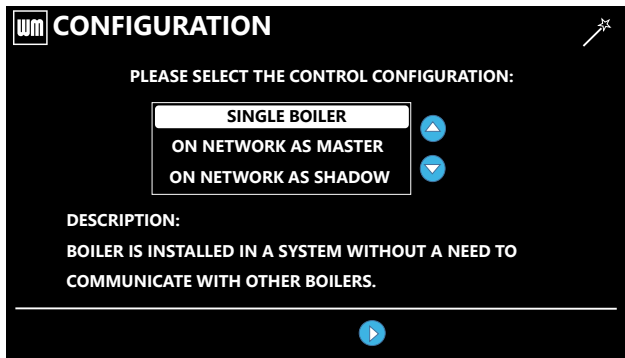 wm CONFIGURATION
PLEASE SELECT THE CONTROL CONFIGURATION:
SINGLE BOILER
ON NETWORK AS MASTER
ON NETWORK AS SHADOW
DESCRIPTION:
BOILER IS INSTALLED IN A SYSTEM WITHOUT A NEED TO
COMMUNICATE WITH OTHER BOILERS.